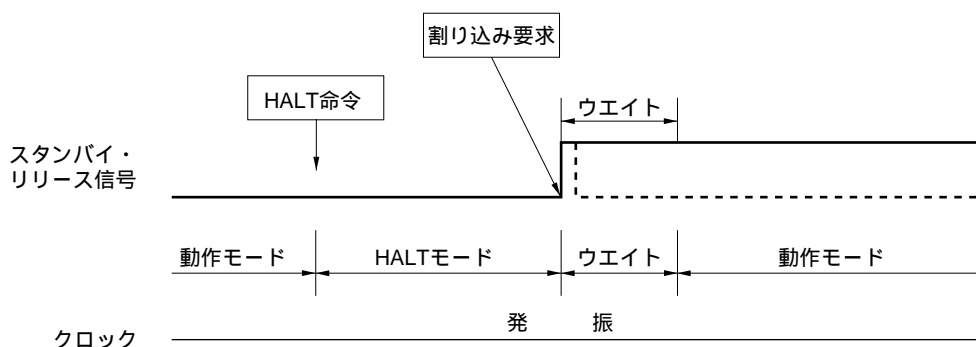 割り込み要求
HALT命令
ウエイト
スタンバイ・
リリース信号
動作モード
HALTモード
ウエイト
動作モード
発 振
クロック